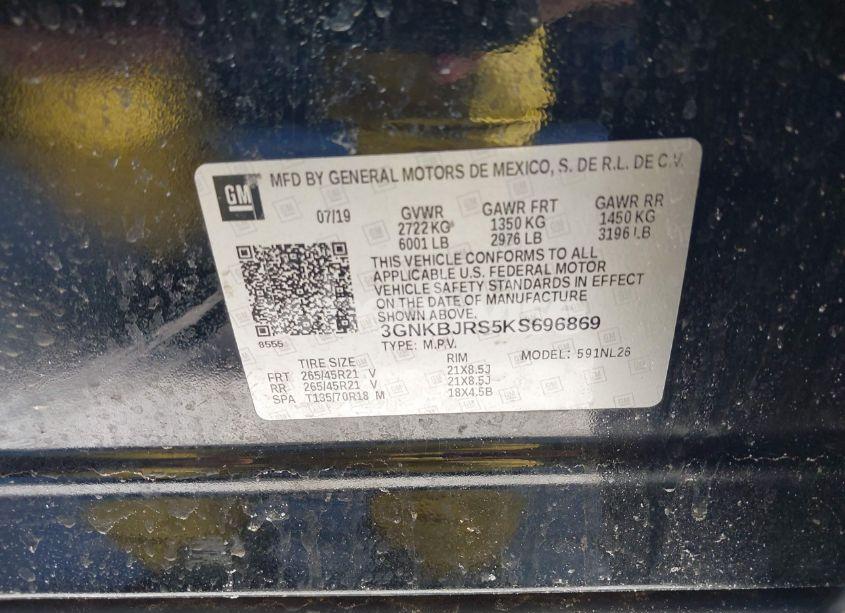 GM
MFD BY GENERAL MOTORS DE MEXICO, S. DE R.L. DE C.V.
07/19 GVWR GAWR FRT GAWR RR
2722 KG 1350 KG 1450 KG
6001 LB 2976 LB 3196 LB
THIS VEHICLE CONFORMS TO ALL
APPLICABLE U.S. FEDERAL MOTOR
VEHICLE SAFETY STANDARDS IN EFFECT
ON THE DATE OF MANUFACTURE
SHOWN ABOVE.
3GNKBJRS5KS696869
8555
TYPE: M.P.V. MODEL: 591NL26
TIRE SIZE RIM
FRT 265/45R21 V 21X8.5J
RR 265/45R21 V 21X8.5J
SPA T135/70R18 M 18X4.5B